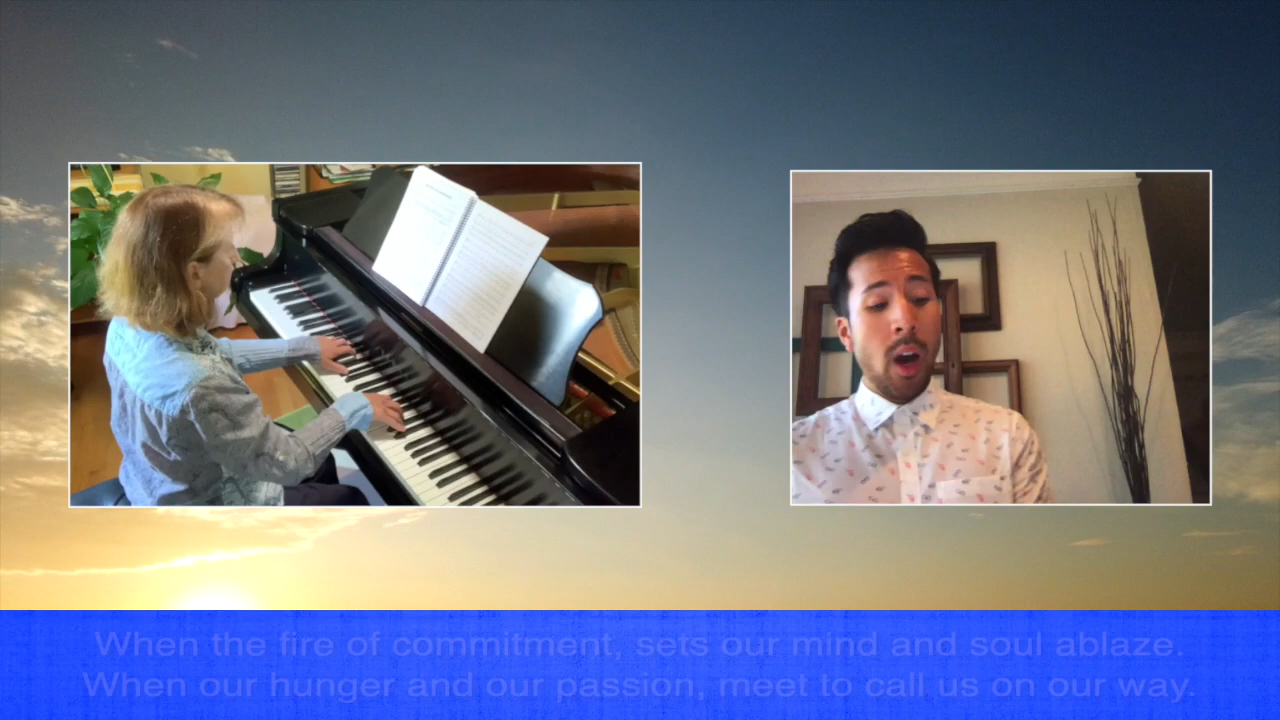 When the fire of commitment, sets our mind and soul ablaze.
When our hunger and our passion, meet to call us on our way.